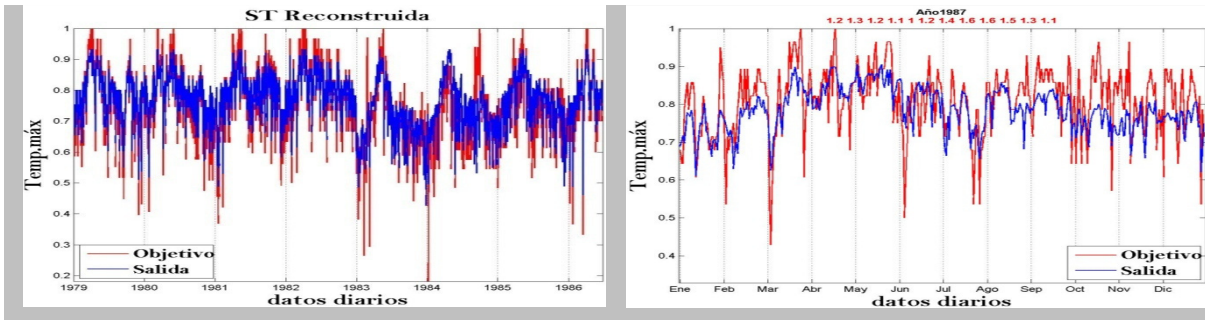 ST Reconstruida
Temp.máx
1
0.9
0.8
0.7
0.6
0.5
0.4
0.3
0.2
Objetivo
Salida
1979 1980 1981 1982 1983 1984 1985 1986
datos diarios
Año1987
1.2 1.3 1.2 1.1 1 1.2 1.4 1.6 1.6 1.5 1.3 1.1
Temp.máx
1
0.9
0.8
0.7
0.6
0.5
0.4
Objetivo
Salida
Ene Feb Mar Abr May Jun Jul Ago Sep Oct Nov Dic
datos diarios